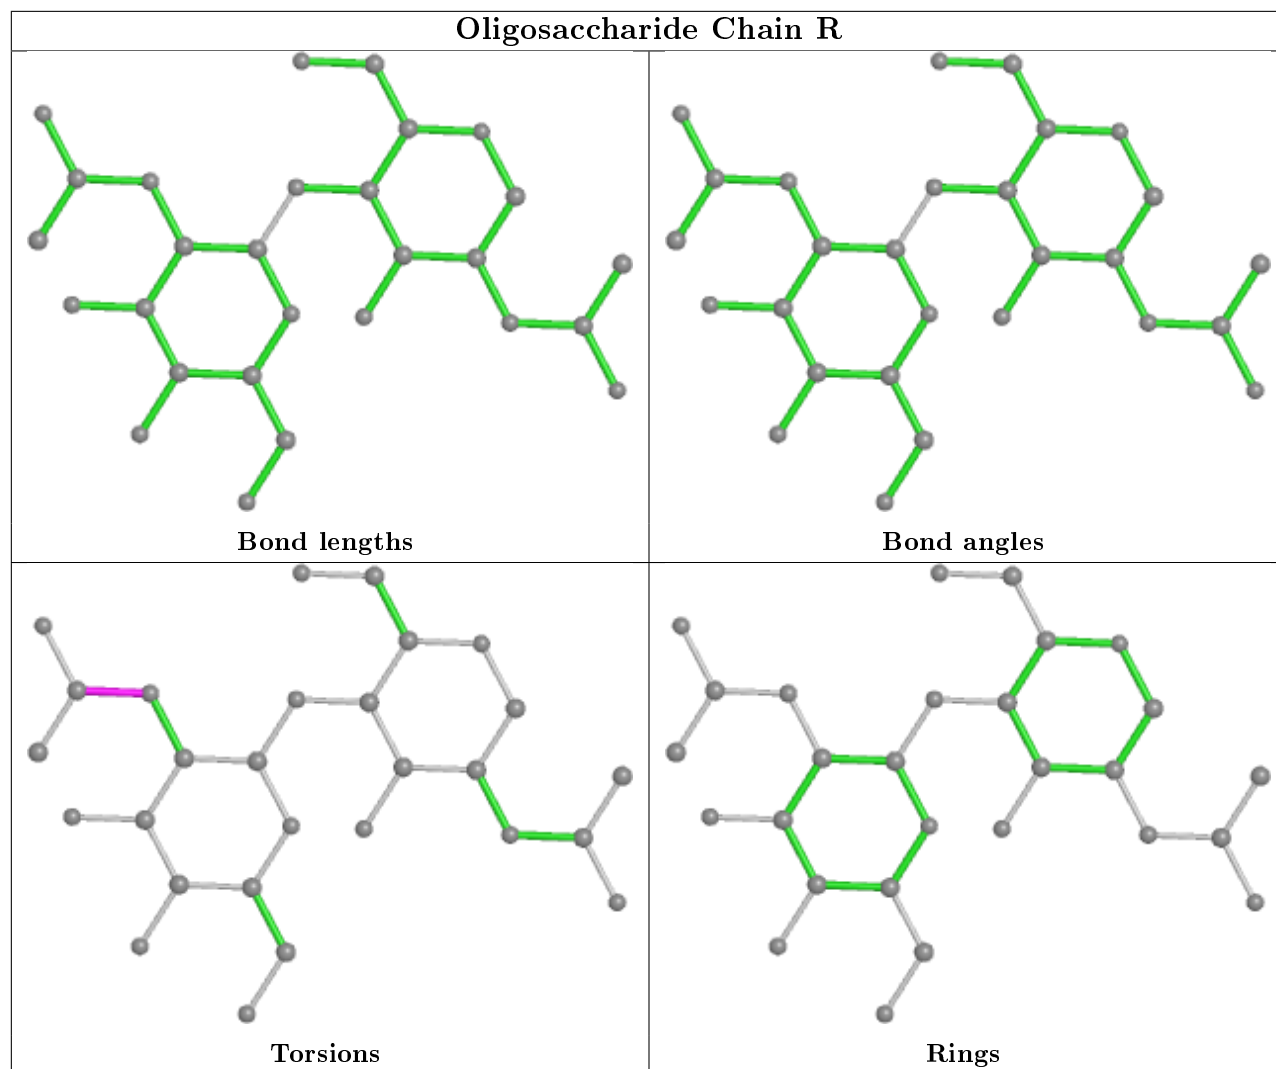 Oligosaccharide Chain R
Bond lengths
Bond angles
Torsions
Rings